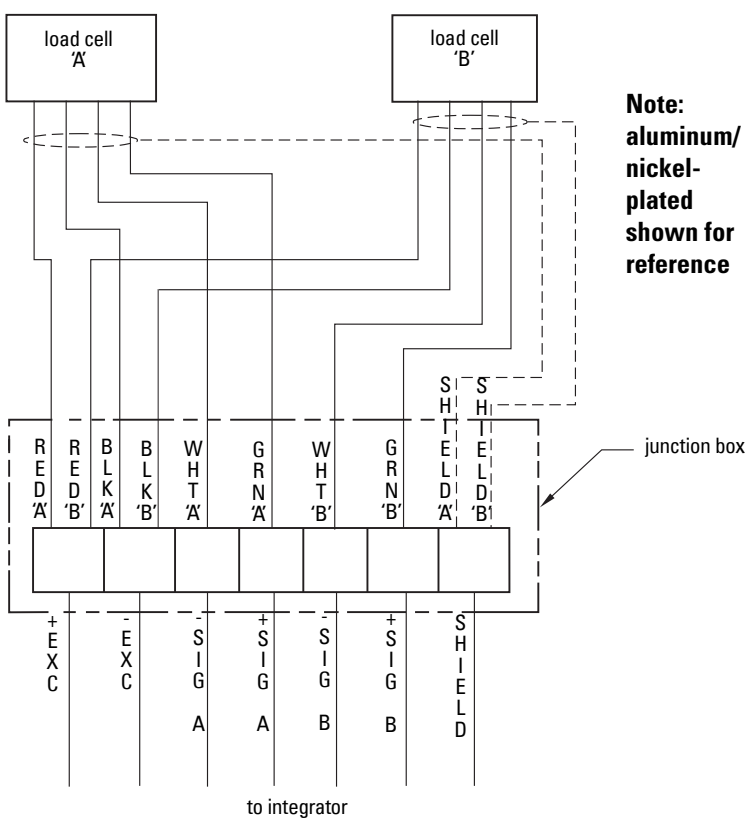 load cell
‘A’
load cell
‘B’
Note:
aluminum/
nickel-
plated
shown for
reference
RED ‘A’
RED ‘B’
BLK ‘A’
BLK ‘B’
WHT ‘A’
GRN ‘A’
WHT ‘B’
GRN ‘B’
SHIELD ‘A’
SHIELD ‘B’
junction box
+EXC
-EXC
-SIG A
+SIG A
-SIG B
+SIG B
SHIELD
to integrator